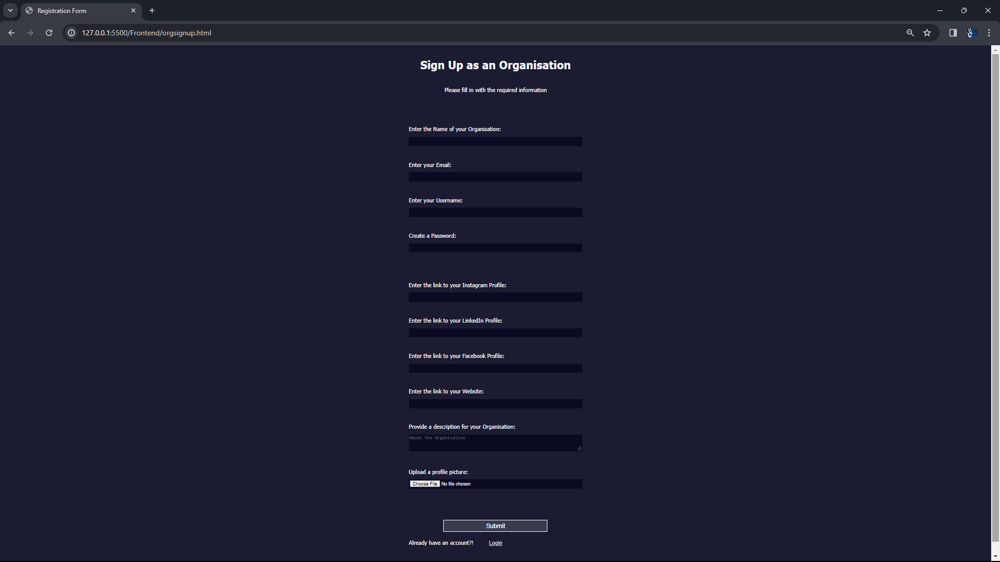 Registration Form
127.0.0.1:5500/Frontend/orgsignup.html
Sign Up as an Organisation
Please fill in with the required information
Enter the Name of your Organisation:
Enter your Email:
Enter your Username:
Create a Password:
Enter the link to your Instagram Profile:
Enter the link to your LinkedIn Profile:
Enter the link to your Facebook Profile:
Enter the link to your Website:
Provide a description for your Organisation:
About the Organisation
Upload a profile picture:
Choose File No file chosen
Submit
Already have an account?! Login